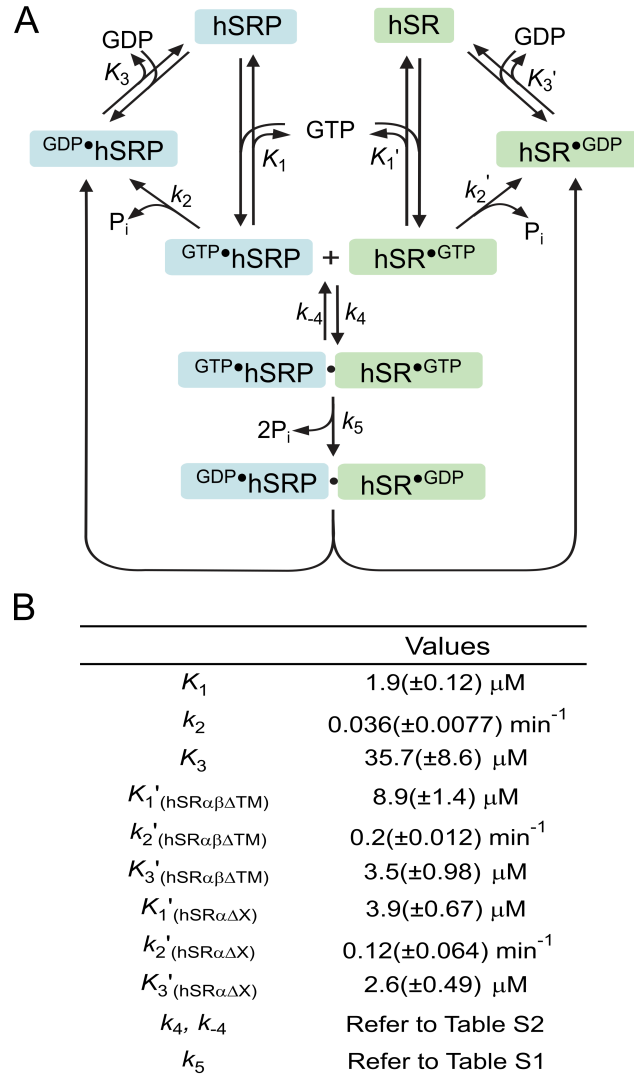 A
GDP hSRP hSR GDP
K3 K3'
GTP
K1 K1'
GDP•hSRP hSR•GDP
k2 k2'
Pi Pi
GTP•hSRP + hSR•GTP
k-4 k4
GTP•hSRP • hSR•GTP
2Pi k5
GDP•hSRP • hSR•GDP
B
Values
K1 1.9(±0.12) μM
k2 0.036(±0.0077) min-1
K3 35.7(±8.6) μM
K1'(hSRαβΔTM) 8.9(±1.4) μM
k2'(hSRαβΔTM) 0.2(±0.012) min-1
K3'(hSRαβΔTM) 3.5(±0.98) μM
K1'(hSRαΔX) 3.9(±0.67) μM
k2'(hSRαΔX) 0.12(±0.064) min-1
K3'(hSRαΔX) 2.6(±0.49) μM
k4, k-4 Refer to Table S2
k5 Refer to Table S1